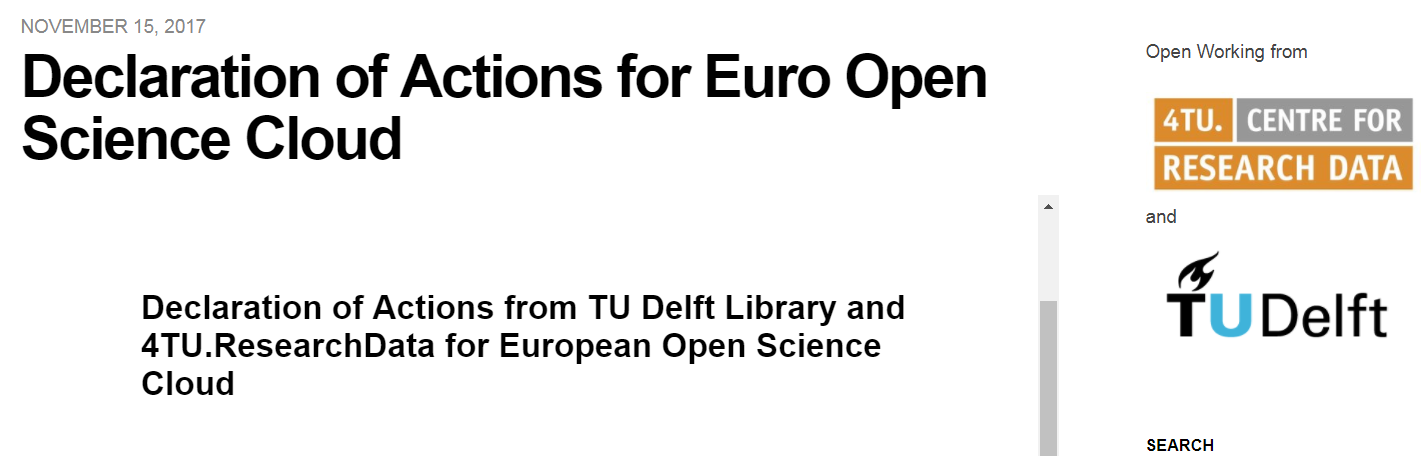 NOVEMBER 15, 2017
Declaration of Actions for Euro Open
Science Cloud
Declaration of Actions from TU Delft Library and
4TU.ResearchData for European Open Science
Cloud
Open Working from
4TU. CENTRE FOR
RESEARCH DATA
and
TUDelft
SEARCH